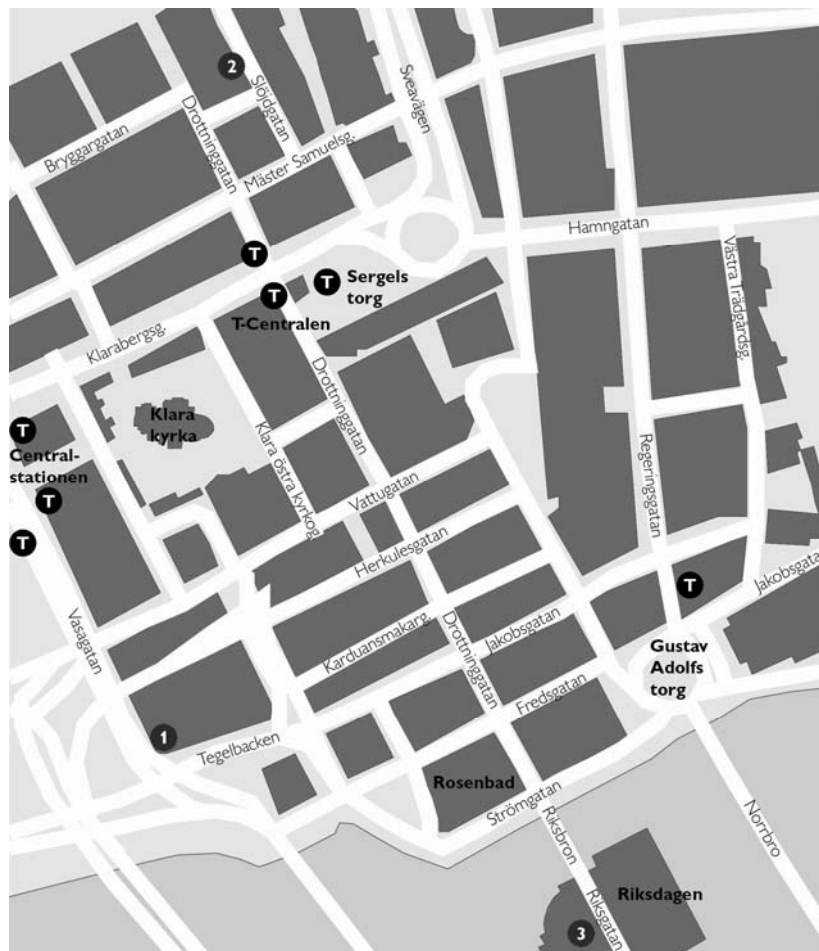 2
Slöjdgatan
Sveavägen
Bryggargatan
Drottninggatan
Mäster Samuelsg.
Hamngatan
Västra Trädgårdsg.
T
T
T
Sergels
torg
T-Centralen
Klarabergsg.
Drottninggatan
Klara
kyrka
Klara östra kyrkog.
T
Central-
stationen
T
T
Vattugatan
Regeringsgatan
Herkulesgatan
T
Jakobsgatan
Vasagatan
Karduansmakarg.
Drottninggatan
Jakobsgatan
Gustav
Adolfs
torg
Fredsgatan
1
Tegelbacken
Rosenbad
Strömgatan
Riksbron
Norrbro
Riksdagen
Riksgatan
3